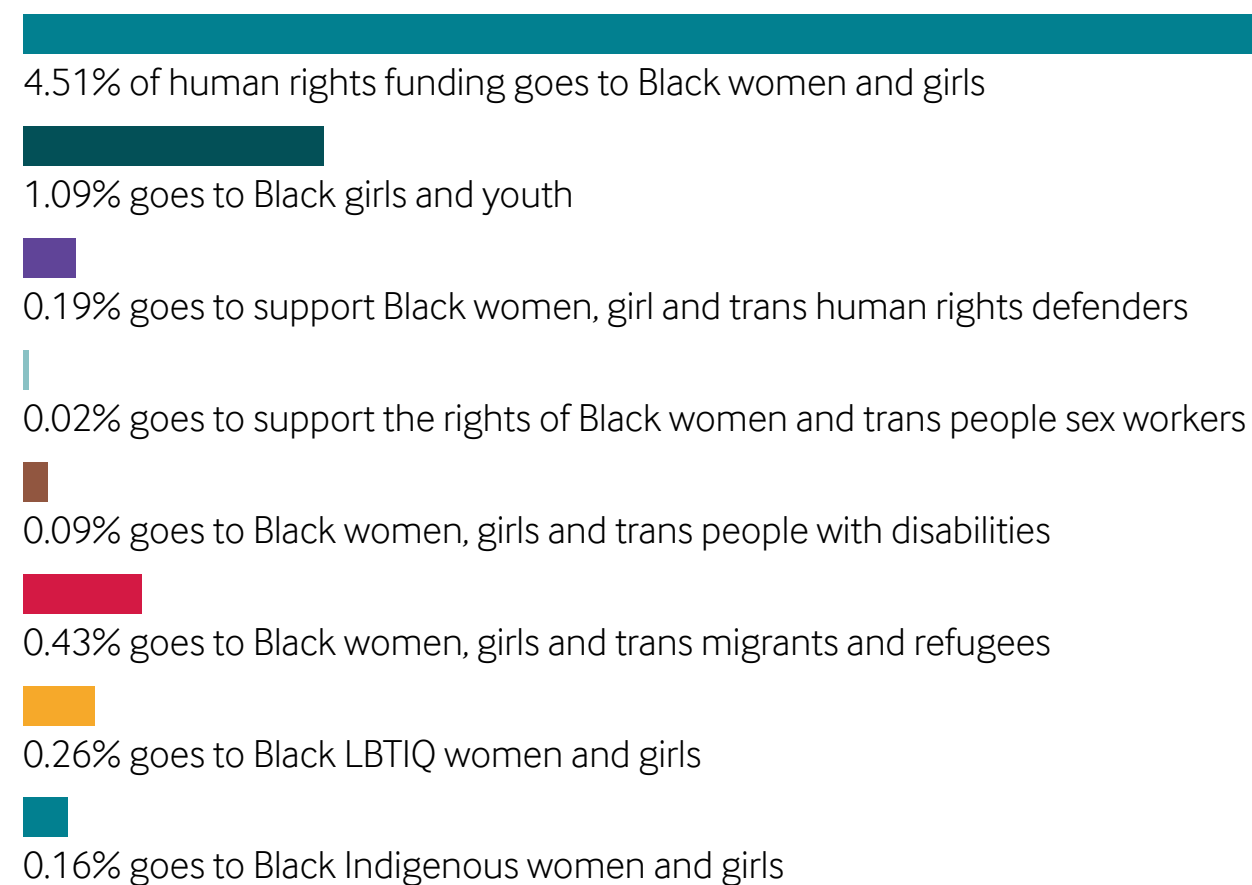 4.51% of human rights funding goes to Black women and girls
1.09% goes to Black girls and youth
0.19% goes to support Black women, girl and trans human rights defenders
0.02% goes to support the rights of Black women and trans people sex workers
0.09% goes to Black women, girls and trans people with disabilities
0.43% goes to Black women, girls and trans migrants and refugees
0.26% goes to Black LBTIQ women and girls
0.16% goes to Black Indigenous women and girls